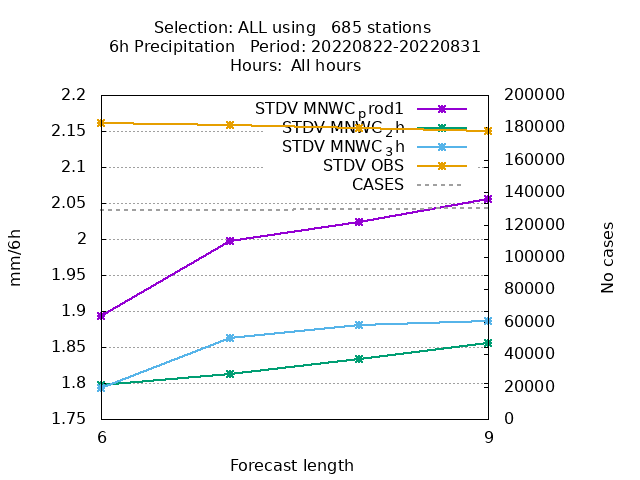 Selection: ALL using   685 stations
6h Precipitation   Period: 20220822-20220831
Hours:  All hours
2.2
2.15
2.1
2.05
2
1.95
1.9
1.85
1.8
1.75
200000
180000
160000
140000
120000
100000
80000
60000
40000
20000
0
STDV MNWCprod1
STDV MNWC2h
STDV MNWC3h
STDV OBS
CASES
mm/6h
No cases
6
9
Forecast length